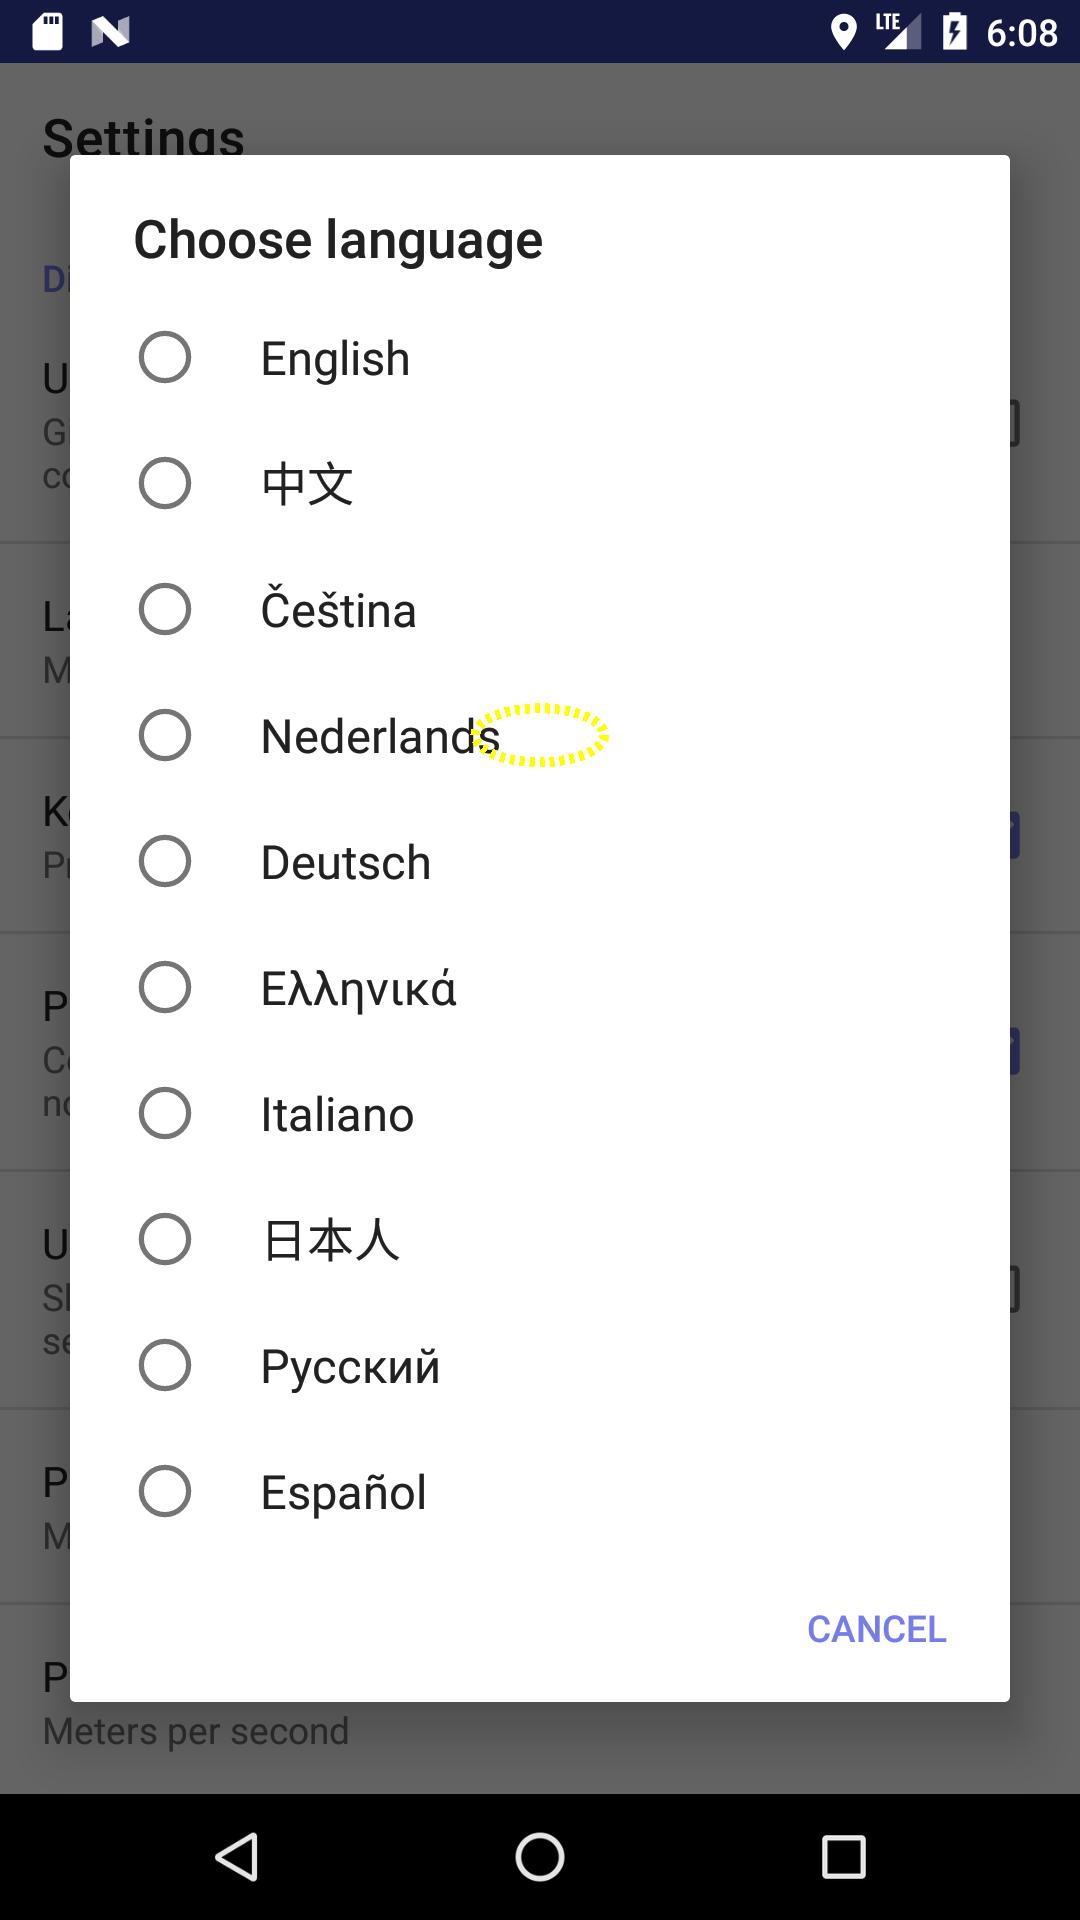 LTE 6:08
Settings
Choose language
English
中文
Čeština
Nederlands
Deutsch
Ελληνικά
Italiano
日本人
Русский
Español
CANCEL
Meters per second